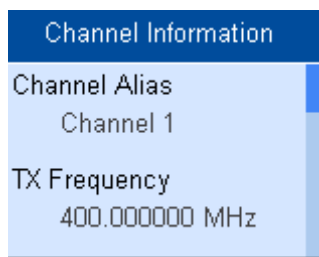 Channel Information
Channel Alias
Channel 1
TX Frequency
400.000000 MHz